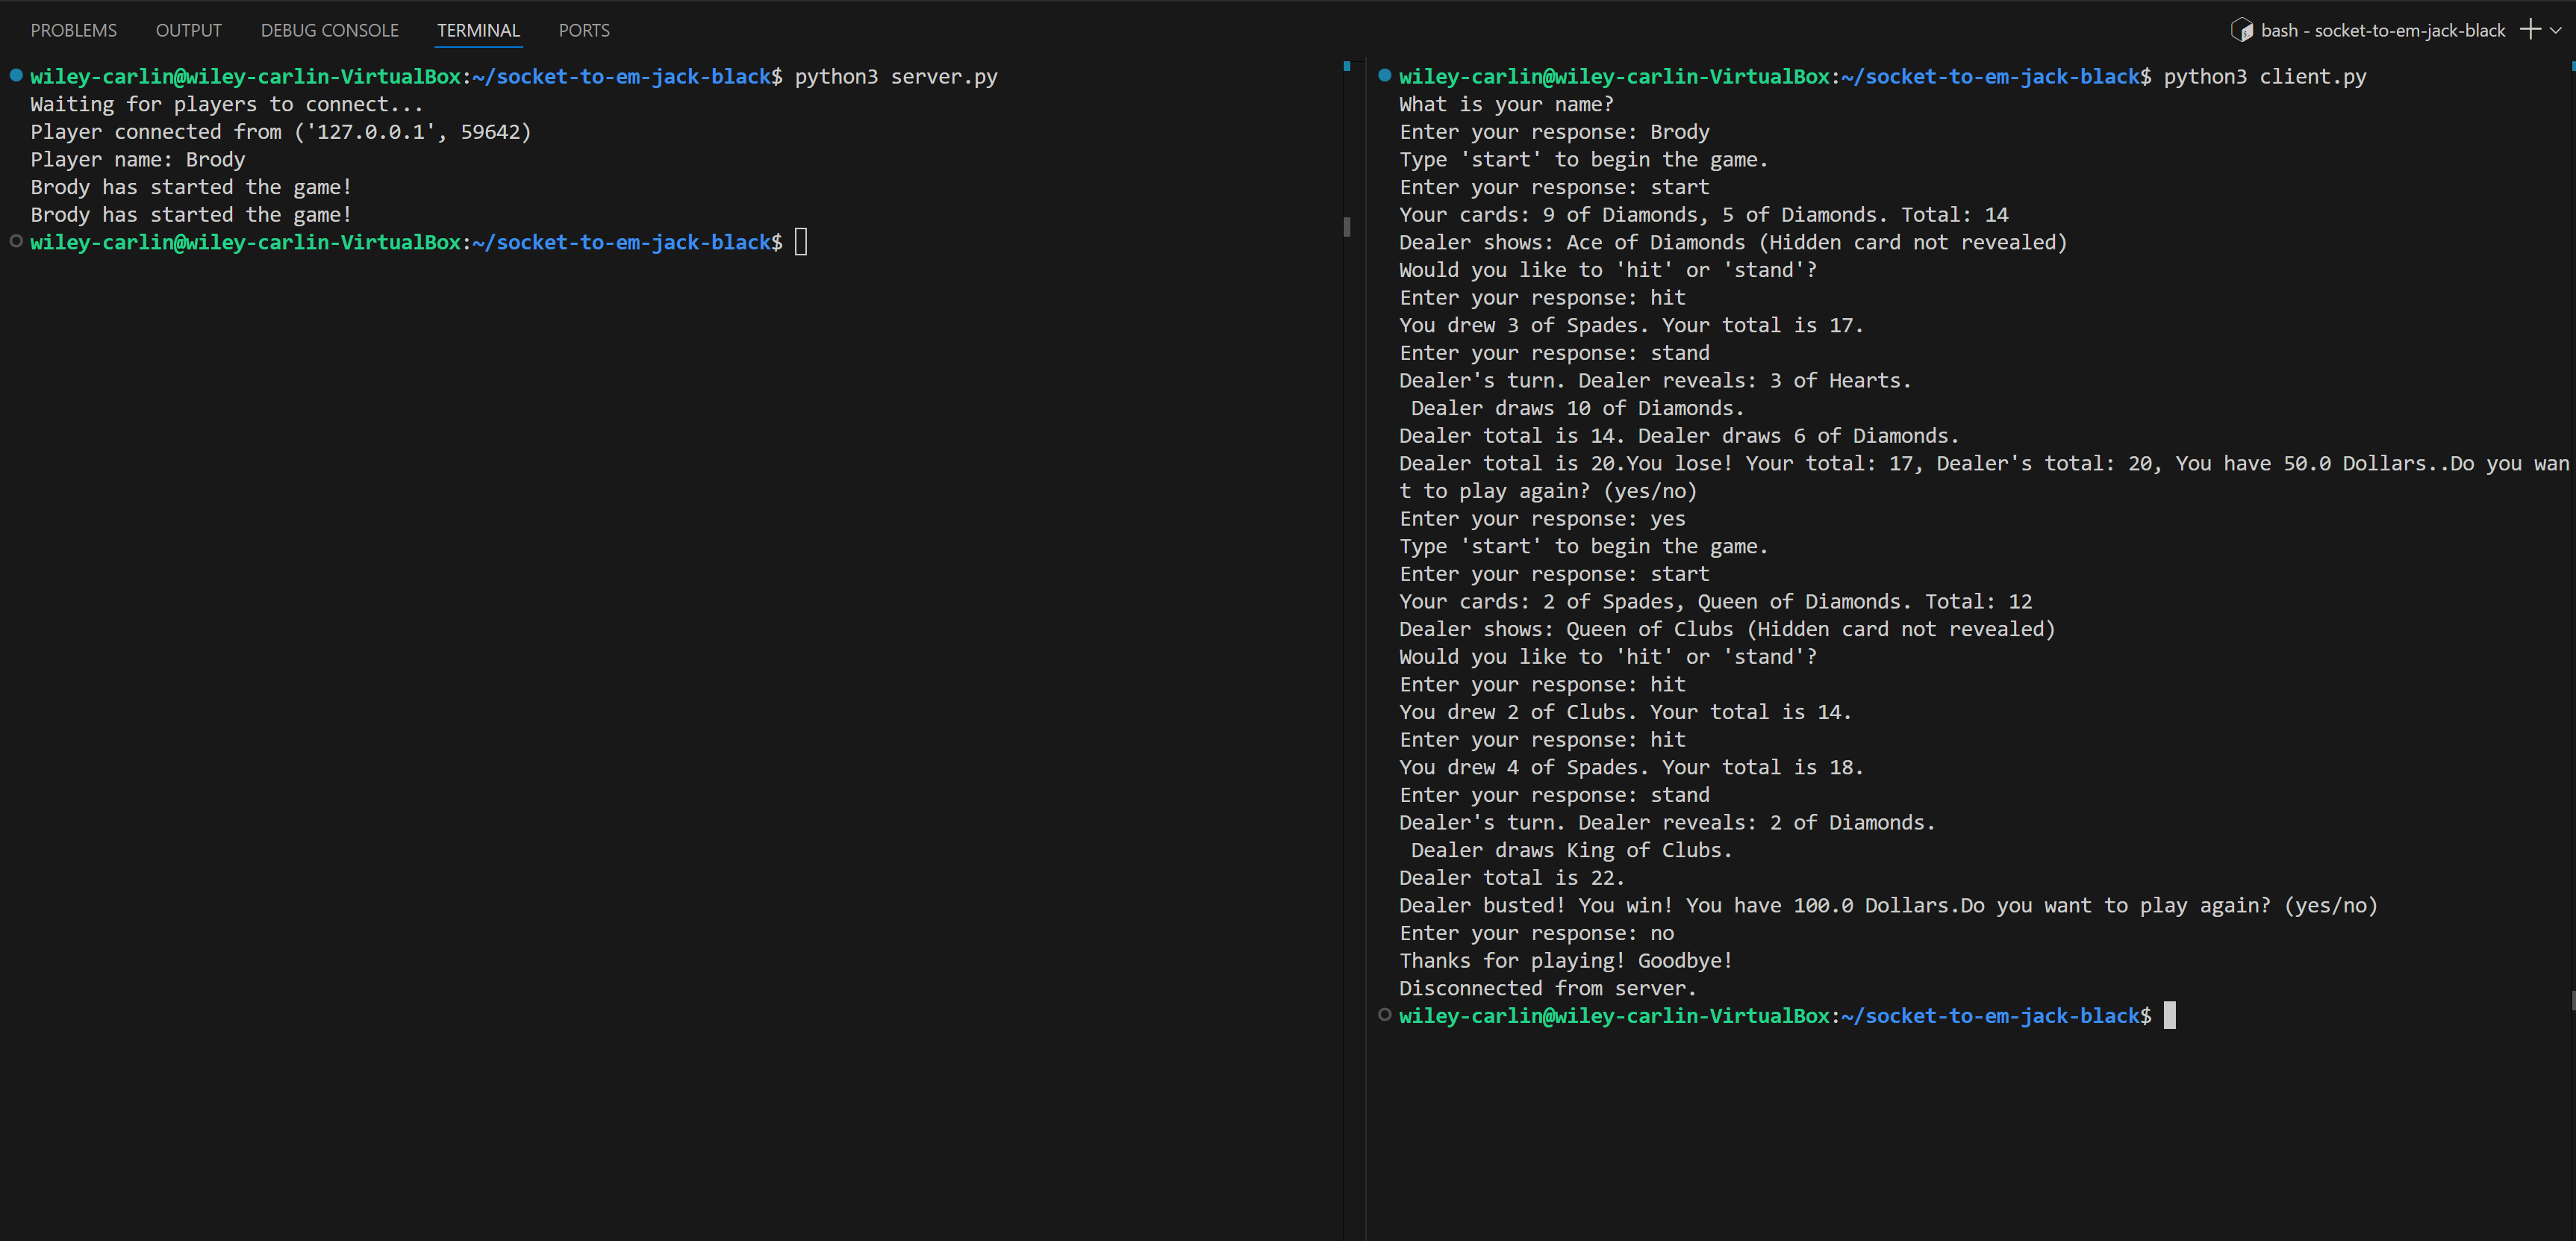 PROBLEMS OUTPUT DEBUG CONSOLE TERMINAL PORTS
bash - socket-to-em-jack-black
wiley-carlin@wiley-carlin-VirtualBox:~/socket-to-em-jack-black$ python3 server.py
Waiting for players to connect...
Player connected from ('127.0.0.1', 59642)
Player name: Brody
Brody has started the game!
Brody has started the game!
wiley-carlin@wiley-carlin-VirtualBox:~/socket-to-em-jack-black$
wiley-carlin@wiley-carlin-VirtualBox:~/socket-to-em-jack-black$ python3 client.py
What is your name?
Enter your response: Brody
Type 'start' to begin the game.
Enter your response: start
Your cards: 9 of Diamonds, 5 of Diamonds. Total: 14
Dealer shows: Ace of Diamonds (Hidden card not revealed)
Would you like to 'hit' or 'stand'?
Enter your response: hit
You drew 3 of Spades. Your total is 17.
Enter your response: stand
Dealer's turn. Dealer reveals: 3 of Hearts.
 Dealer draws 10 of Diamonds.
Dealer total is 14. Dealer draws 6 of Diamonds.
Dealer total is 20.You lose! Your total: 17, Dealer's total: 20, You have 50.0 Dollars..Do you wan
t to play again? (yes/no)
Enter your response: yes
Type 'start' to begin the game.
Enter your response: start
Your cards: 2 of Spades, Queen of Diamonds. Total: 12
Dealer shows: Queen of Clubs (Hidden card not revealed)
Would you like to 'hit' or 'stand'?
Enter your response: hit
You drew 2 of Clubs. Your total is 14.
Enter your response: hit
You drew 4 of Spades. Your total is 18.
Enter your response: stand
Dealer's turn. Dealer reveals: 2 of Diamonds.
 Dealer draws King of Clubs.
Dealer total is 22.
Dealer busted! You win! You have 100.0 Dollars.Do you want to play again? (yes/no)
Enter your response: no
Thanks for playing! Goodbye!
Disconnected from server.
wiley-carlin@wiley-carlin-VirtualBox:~/socket-to-em-jack-black$